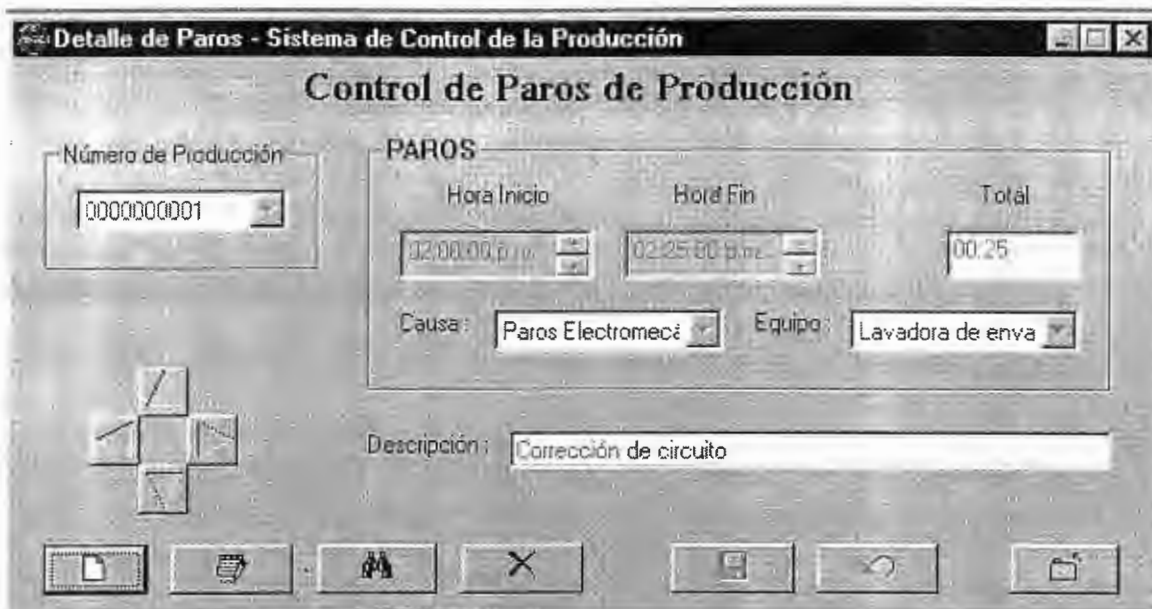 Detalle de Paros - Sistema de Control de la Producción
Control de Paros de Producción
Número de Producción
0000000001
PAROS
Hora Inicio Hora Fin Total
02:00:00 p.m. 02:25:00 p.m. 00:25
Causa : Paros Electromecá Equipo : Lavadora de enva
Descripción : Corrección de circuito